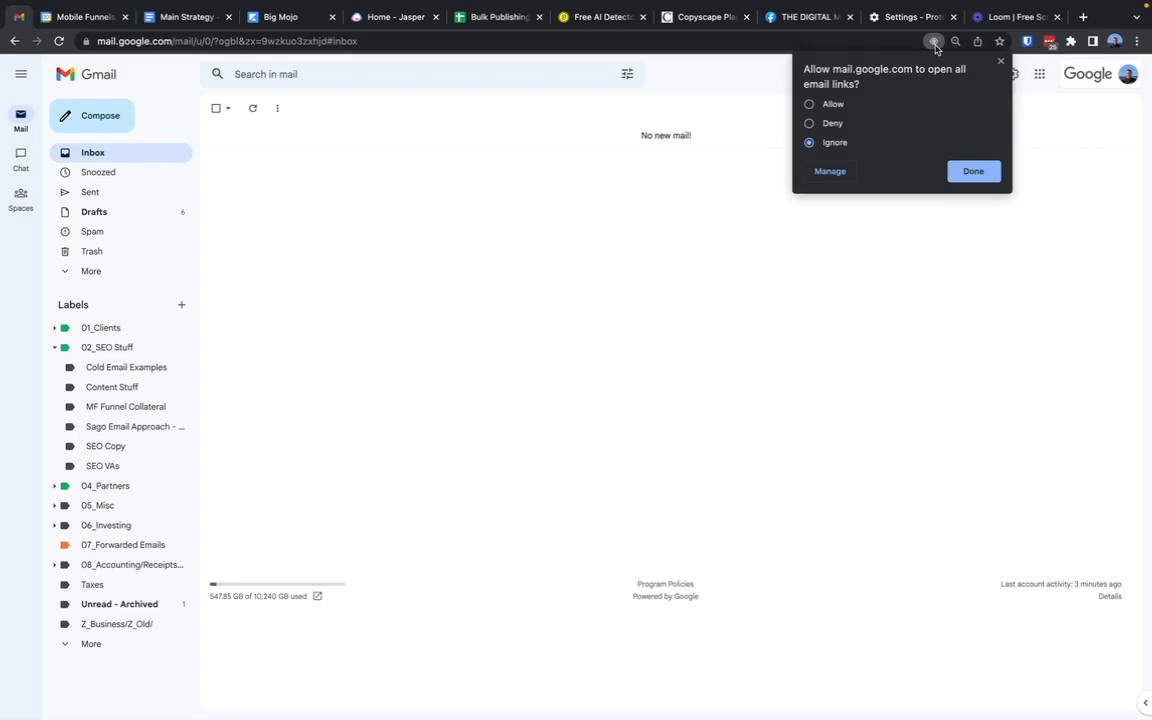 Mobile Funnels.
Main Strategy -
Big Mojo
Home - Jasper
Bulk Publishing
Free AI Detecto
Copyscape Pl
THE DIGITAL M
Settings - Prot
Loom | Free Sc
mail.google.com/mail/u/0/?ogbl&zx=9wzkuo3zxhjd#inbox
Gmail
Search in mail
Google
Allow mail.google.com to open all
email links?
Allow
Deny
Ignore
Manage
Done
Mail
Chat
Spaces
Compose
Inbox
Snoozed
Sent
Drafts 6
Spam
Trash
More
Labels
01_Clients
02_SEO Stuff
Cold Email Examples
Content Stuff
MF Funnel Collateral
Sago Email Approach - ...
SEO Copy
SEO VAs
04_Partners
05_Misc
06_Investing
07_Forwarded Emails
08_Accounting/Receipts...
Taxes
Unread - Archived 1
Z_Business/Z_Old/
More
No new mail!
547.85 GB of 10,240 GB used
Program Policies
Powered by Google
Last account activity: 3 minutes ago
Details